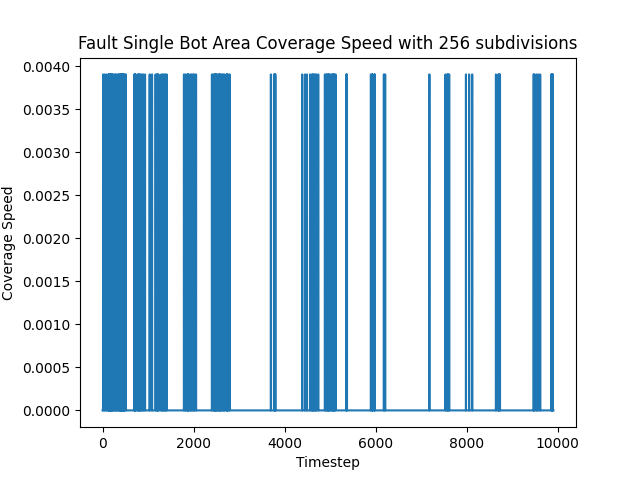 Fault Single Bot Area Coverage Speed with 256 subdivisions
0.0040
0.0035
0.0030
0.0025
0.0020
0.0015
0.0010
0.0005
0.0000
Coverage Speed
0 2000 4000 6000 8000 10000
Timestep